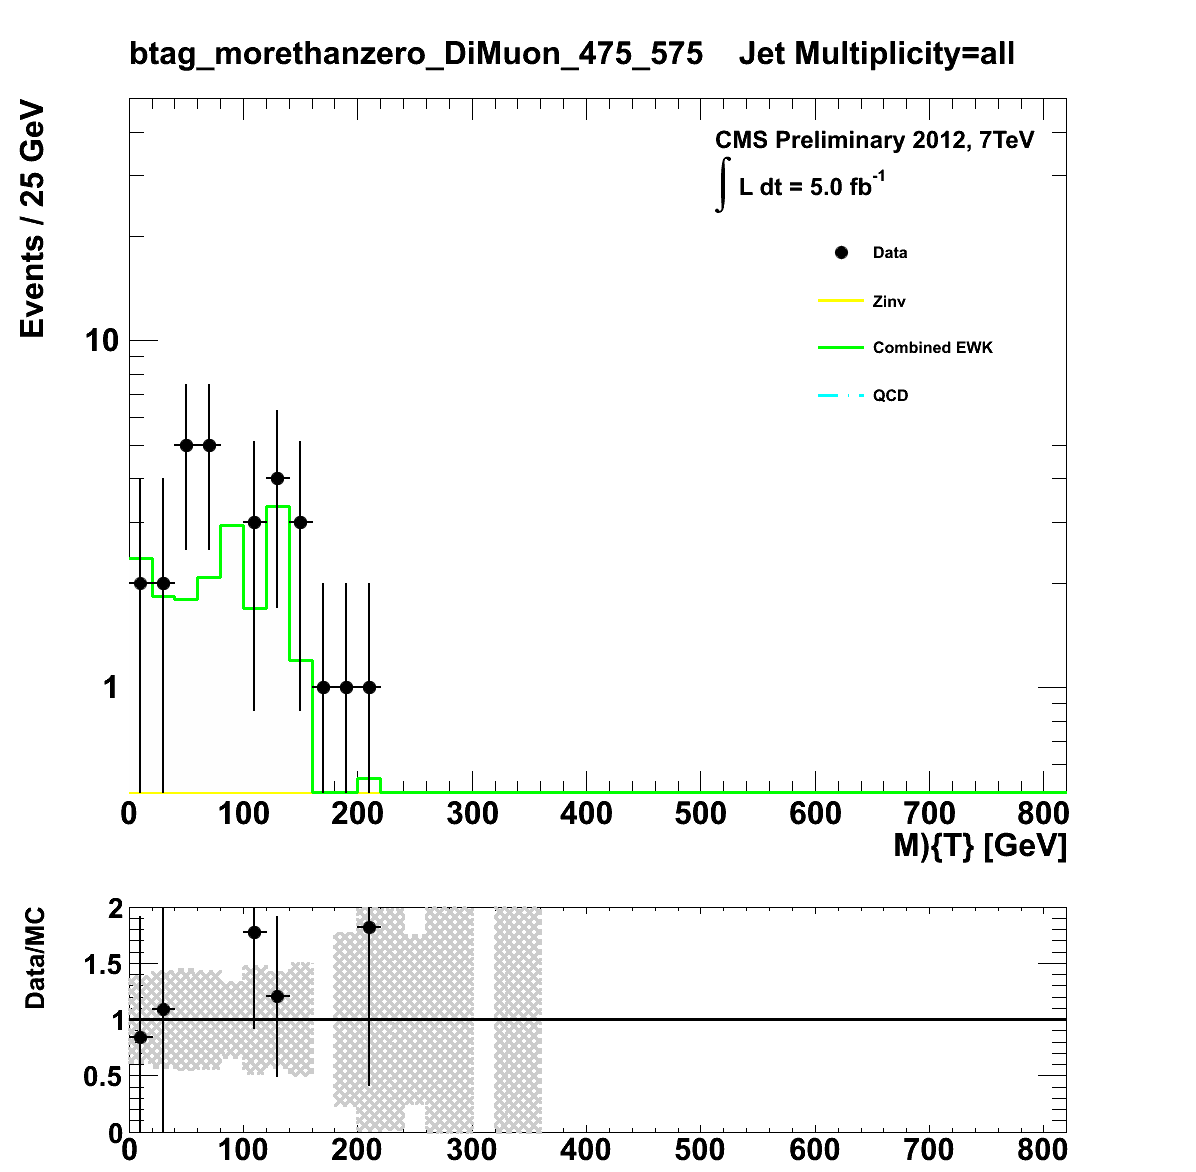 btag_morethanzero_DiMuon_475_575 Jet Multiplicity=all
Events / 25 GeV
CMS Preliminary 2012, 7TeV
∫ L dt = 5.0 fb-1
Data
Zinv
Combined EWK
QCD
10
1
0 100 200 300 400 500 600 700 800
M){T} [GeV]
Data/MC
2
1.5
1
0.5
0
0 100 200 300 400 500 600 700 800